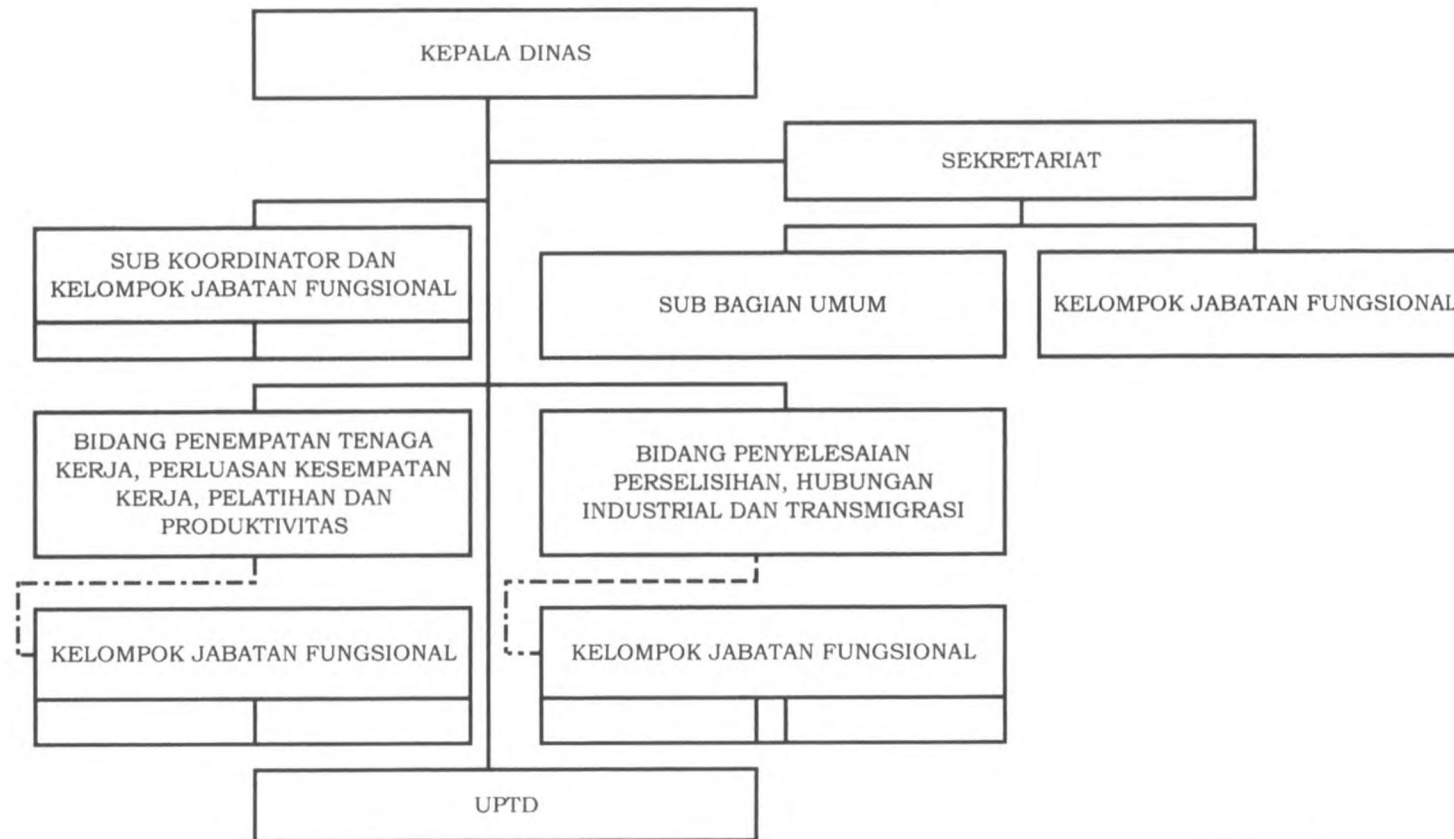 KEPALA DINAS
SEKRETARIAT
SUB KOORDINATOR DAN
KELOMPOK JABATAN FUNGSIONAL
SUB BAGIAN UMUM
KELOMPOK JABATAN FUNGSIONAL
BIDANG PENEMPATAN TENAGA
KERJA, PERLUASAN KESEMPATAN
KERJA, PELATIHAN DAN
PRODUKTIVITAS
BIDANG PENYELESAIAN
PERSELISIHAN, HUBUNGAN
INDUSTRIAL DAN TRANSMIGRASI
KELOMPOK JABATAN FUNGSIONAL
KELOMPOK JABATAN FUNGSIONAL
UPTD